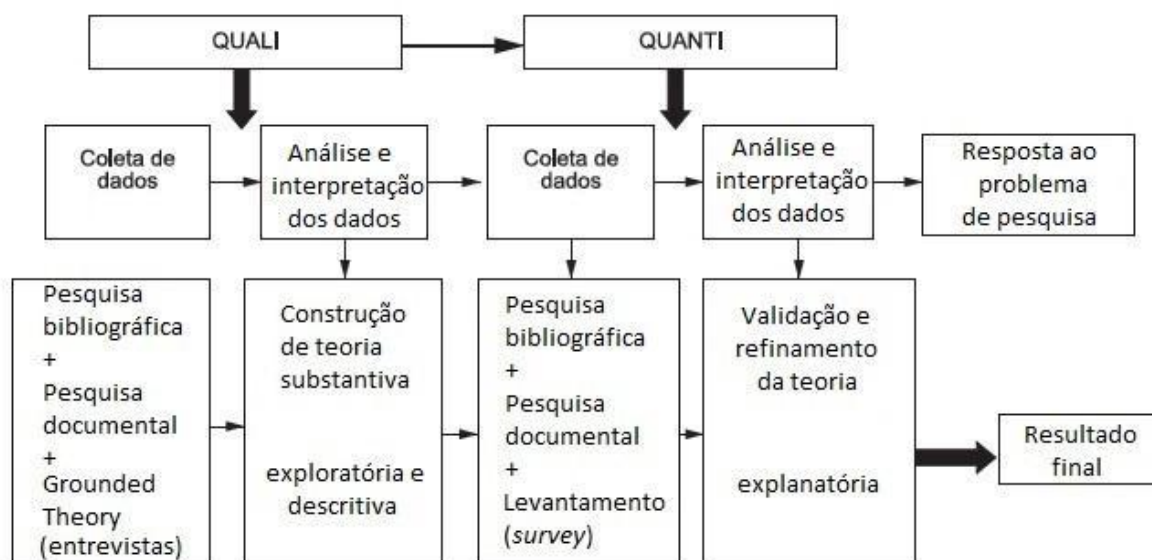 QUALI
QUANTI
Coleta de
dados
Análise e
interpretação
dos dados
Coleta de
dados
Análise e
interpretação
dos dados
Resposta ao
problema
de pesquisa
Pesquisa
bibliográfica
+
Pesquisa
documental
+
Grounded
Theory
(entrevistas)
Construção
de teoria
substantiva
exploratória e
descritiva
Pesquisa
bibliográfica
+
Pesquisa
documental
+
Levantamento
(survey)
Validação e
refinamento
da teoria
explanatória
Resultado
final